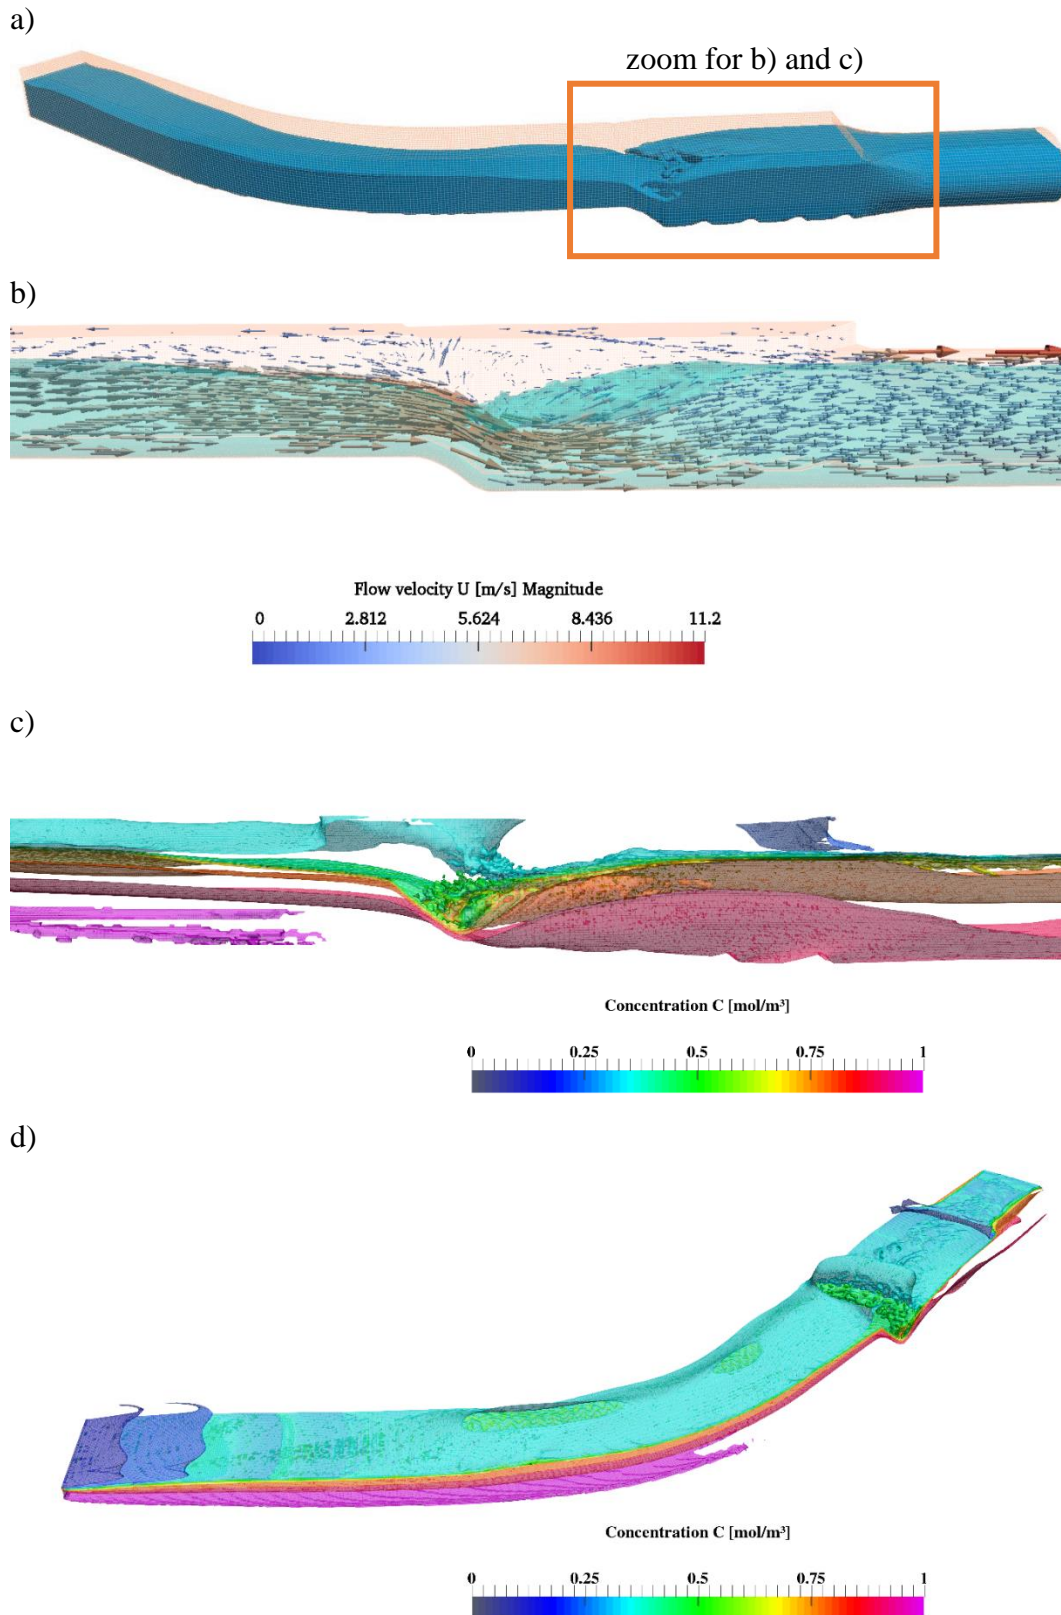 a)
zoom for b) and c)
b)
Flow velocity U [m/s] Magnitude
0 2.812 5.624 8.436 11.2
c)
Concentration C [mol/m³]
0 0.25 0.5 0.75 1
d)
Concentration C [mol/m³]
0 0.25 0.5 0.75 1